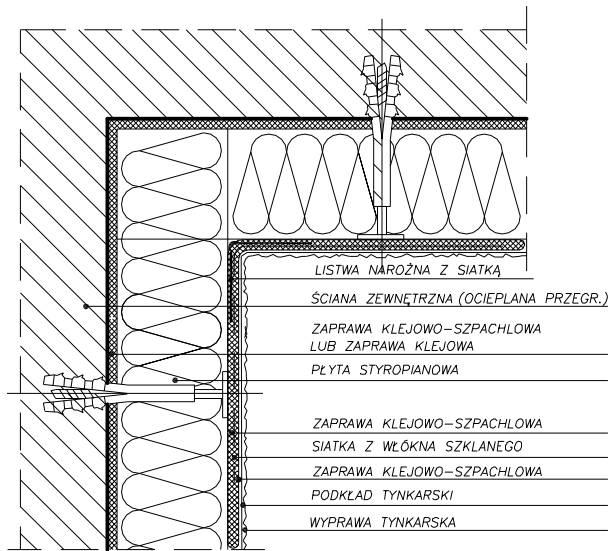 LISTWA NAROŻNA Z SIATKĄ
ŚCIANA ZEWNĘTRZNA (OCIEPLANA PRZEGR.)
ZAPRAWA KLEJOWO-SZPACHLOWA
LUB ZAPRAWA KLEJOWA
PŁYTA STYROPIANOWA
ZAPRAWA KLEJOWO-SZPACHLOWA
SIATKA Z WŁÓKNA SZKLANEGO
ZAPRAWA KLEJOWO-SZPACHLOWA
PODKŁAD TYNKARSKI
WYPRAWA TYNKARSKA